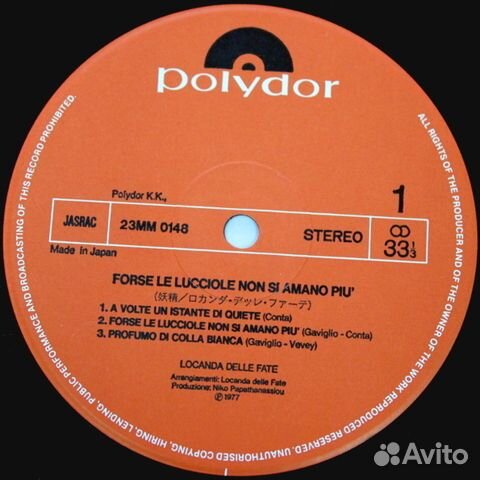 polydor
Polydor K.K.,
1
JASRAC
23MM 0148
STEREO
33 1/3
Made in Japan
FORSE LE LUCCIOLE NON SI AMANO PIU'
(妖精/ロカンダ・デッレ・ファーテ)
1. A VOLTE UN ISTANTE DI QUIETE (Conta)
2. FORSE LE LUCCIOLE NON SI AMANO PIU' (Gaviglio - Conta)
3. PROFUMO DI COLLA BIANCA (Gaviglio - Vevey)
LOCANDA DELLE FATE
Arrangiamenti: Locanda delle Fate
Produzione: Niko Papathanassiou
℗ 1977
ALL RIGHTS OF THE PRODUCER AND OF THE OWNER OF THE WORK REPRODUCED RESERVED. UNAUTHORISED COPYING, HIRING, LENDING, PUBLIC PERFORMANCE AND BROADCASTING OF THIS RECORD PROHIBITED.
Avito